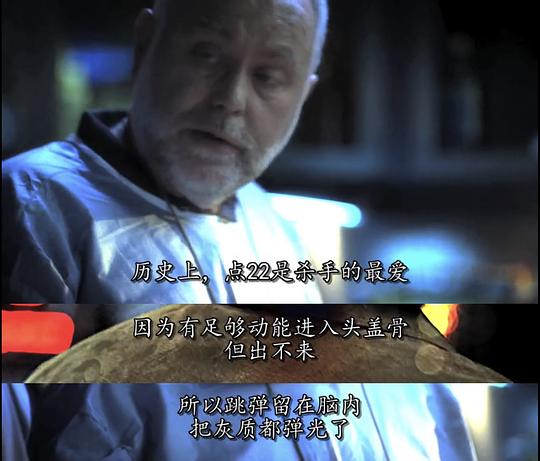 历史上，点22是杀手的最爱
因为有足够动能进入头盖骨
但出不来
所以跳弹留在脑内
把灰质都弹光了